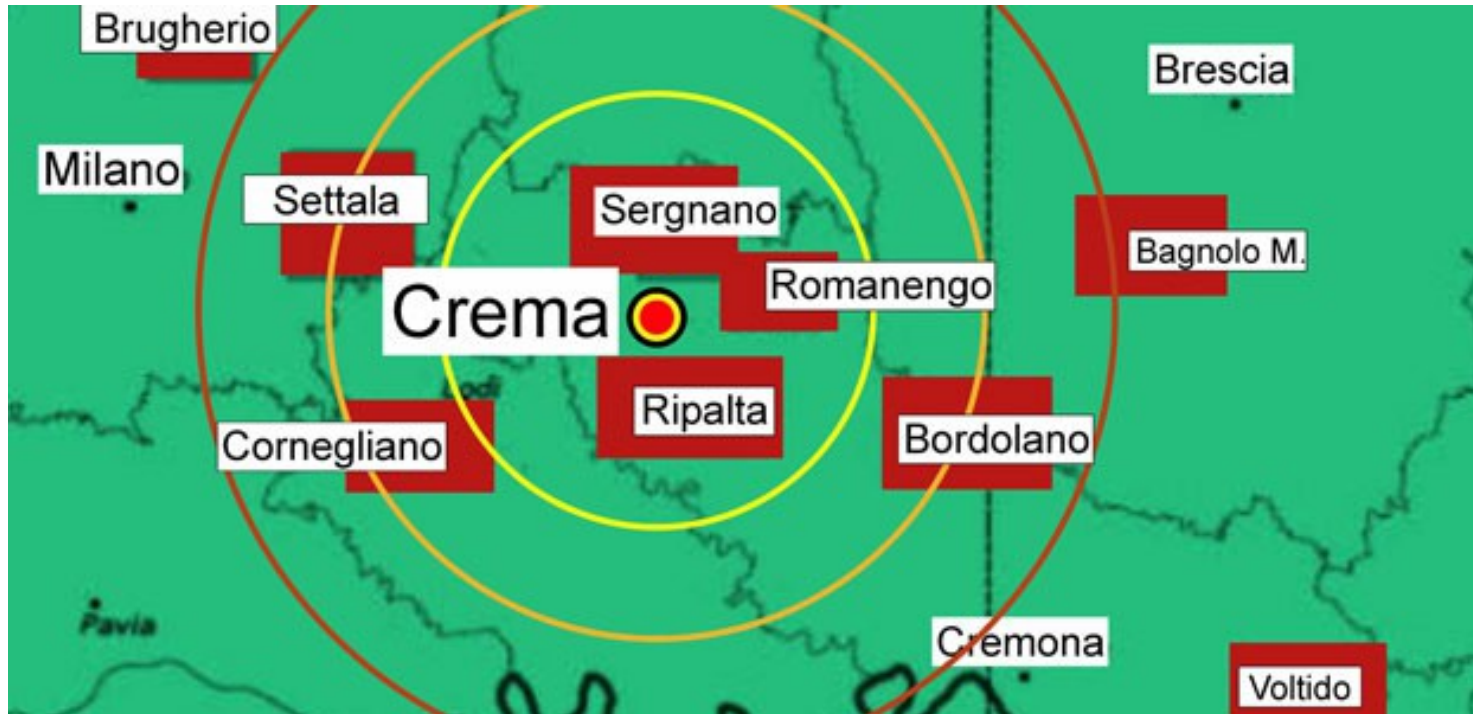 Brugherio
Brescia
Milano
Settala
Sergnano
Bagnolo M.
Romanengo
Crema
Lodi
Ripalta
Cornegliano
Bordolano
Pavia
Cremona
Voltido